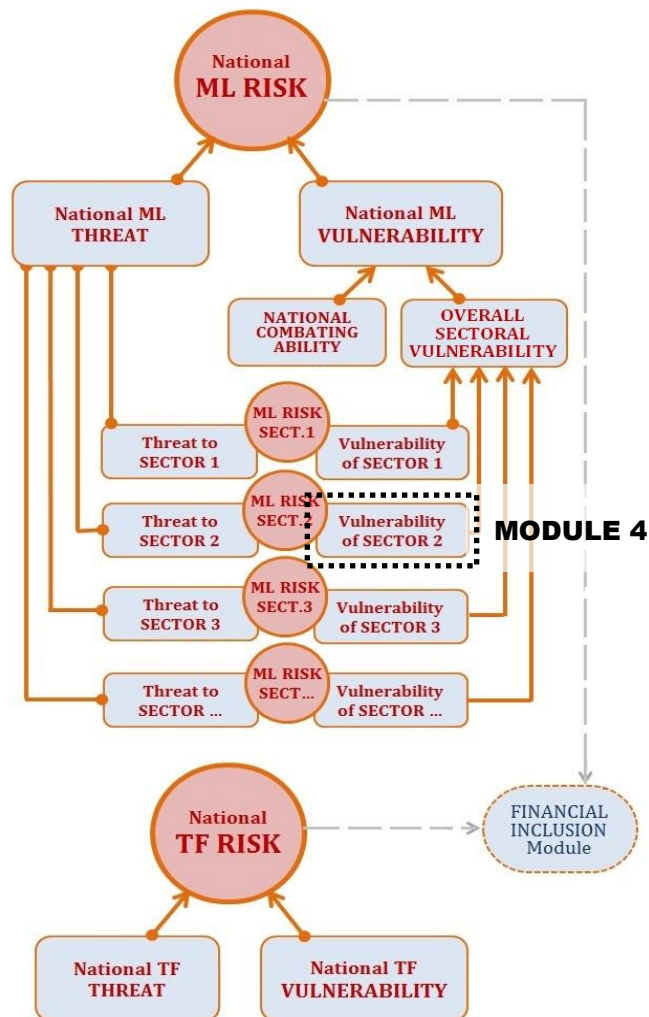 National
ML RISK
National ML
THREAT
National ML
VULNERABILITY
NATIONAL
COMBATING
ABILITY
OVERALL
SECTORAL
VULNERABILITY
ML RISK
SECT.1
Threat to
SECTOR 1
Vulnerability
of SECTOR 1
ML RISK
SECT.2
Threat to
SECTOR 2
Vulnerability
of SECTOR 2
MODULE 4
ML RISK
SECT.3
Threat to
SECTOR 3
Vulnerability
of SECTOR 3
ML RISK
SECT...
Threat to
SECTOR ...
Vulnerability
of SECTOR ...
National
TF RISK
FINANCIAL
INCLUSION
Module
National TF
THREAT
National TF
VULNERABILITY